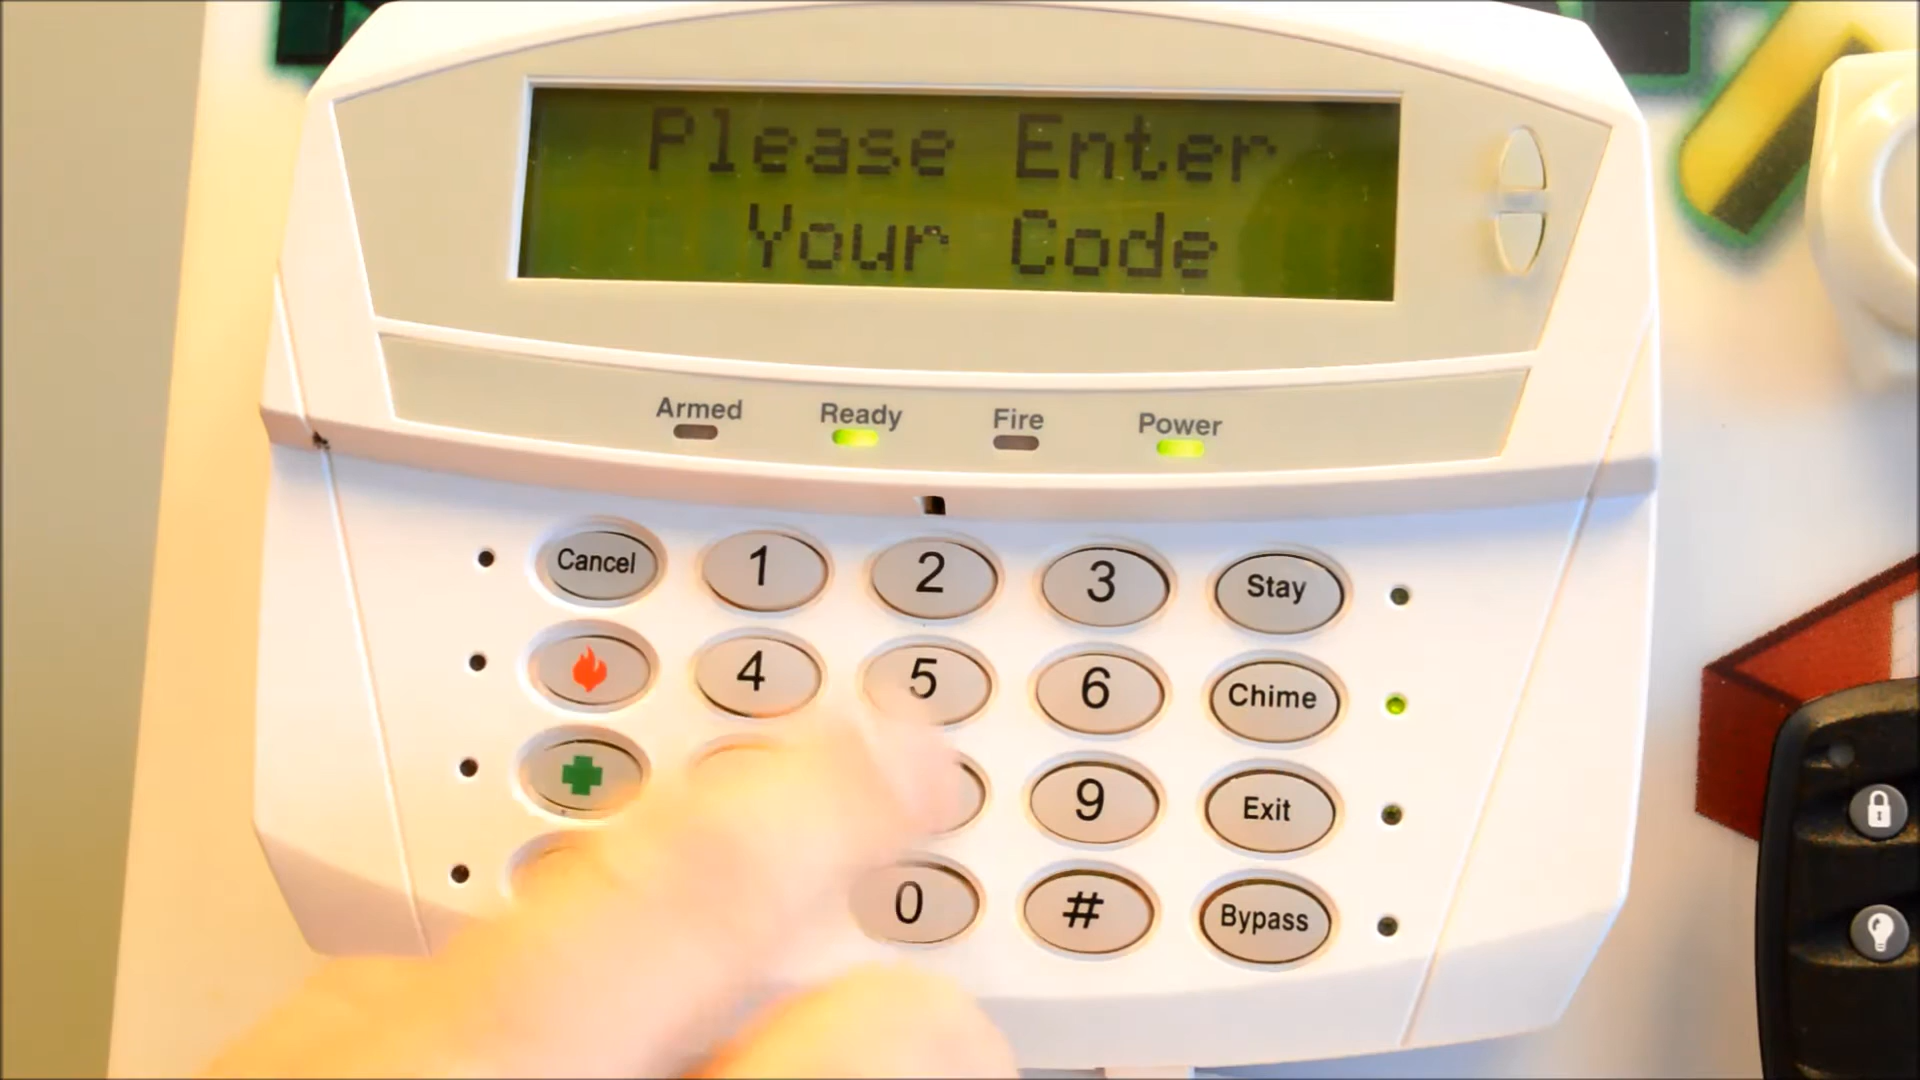 Please Enter
Your Code
Armed Ready Fire Power
Cancel 1 2 3 Stay
4 5 6 Chime
9 Exit
0 # Bypass